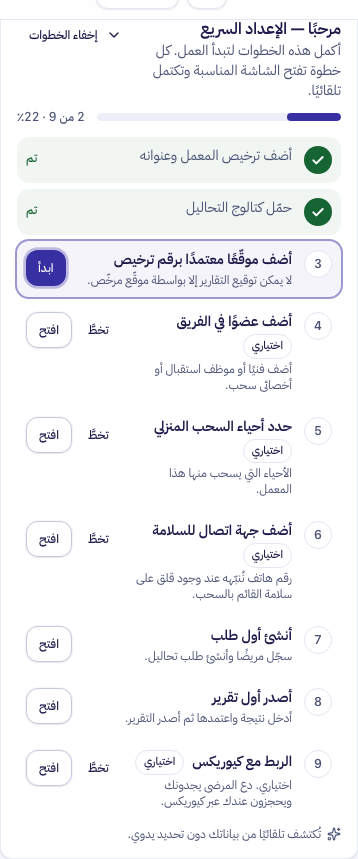 مرحبًا — الإعداد السريع
إخفاء الخطوات
أكمل هذه الخطوات لتبدأ العمل. كل
خطوة تفتح الشاشة المناسبة وتكتمل
تلقائيًا.
2 من 9 · 22٪
أضف ترخيص المعمل وعنوانه
تم
حمّل كتالوج التحاليل
تم
3
أضف موقّعًا معتمدًا برقم ترخيص
ابدأ
لا يمكن توقيع التقارير إلا بواسطة موقّع مرخّص.
4
أضف عضوًا في الفريق
تخطَّ
افتح
اختياري
أضف فنيًا أو موظف استقبال أو
أخصائي سحب.
5
حدد أحياء السحب المنزلي
تخطَّ
افتح
اختياري
الأحياء التي يسحب منها هذا
المعمل.
6
أضف جهة اتصال للسلامة
تخطَّ
افتح
اختياري
رقم هاتف نُنبّهه عند وجود قلق على
سلامة القائم بالسحب.
7
أنشئ أول طلب
افتح
سجّل مريضًا وأنشئ طلب تحاليل.
8
أصدر أول تقرير
افتح
أدخل نتيجة واعتمدها ثم أصدر التقرير.
9
الربط مع كيوريكس
اختياري
تخطَّ
افتح
اختياري. دع المرضى يجدونك
ويحجزون عندك عبر كيوريكس.
تُكتشف تلقائيًا من بياناتك دون تحديد يدوي.